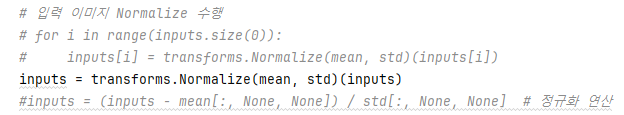 # 입력 이미지 Normalize 수행
# for i in range(inputs.size(0)):
#     inputs[i] = transforms.Normalize(mean, std)(inputs[i])
inputs = transforms.Normalize(mean, std)(inputs)
#inputs = (inputs - mean[:, None, None]) / std[:, None, None]  # 정규화 연산